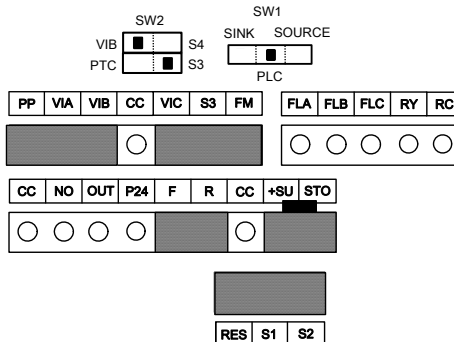 SW2
SW1
VIB S4
SINK SOURCE
PTC S3
PLC
PP VIA VIB CC VIC S3 FM
FLA FLB FLC RY RC
CC NO OUT P24 F R CC +SU STO
RES S1 S2